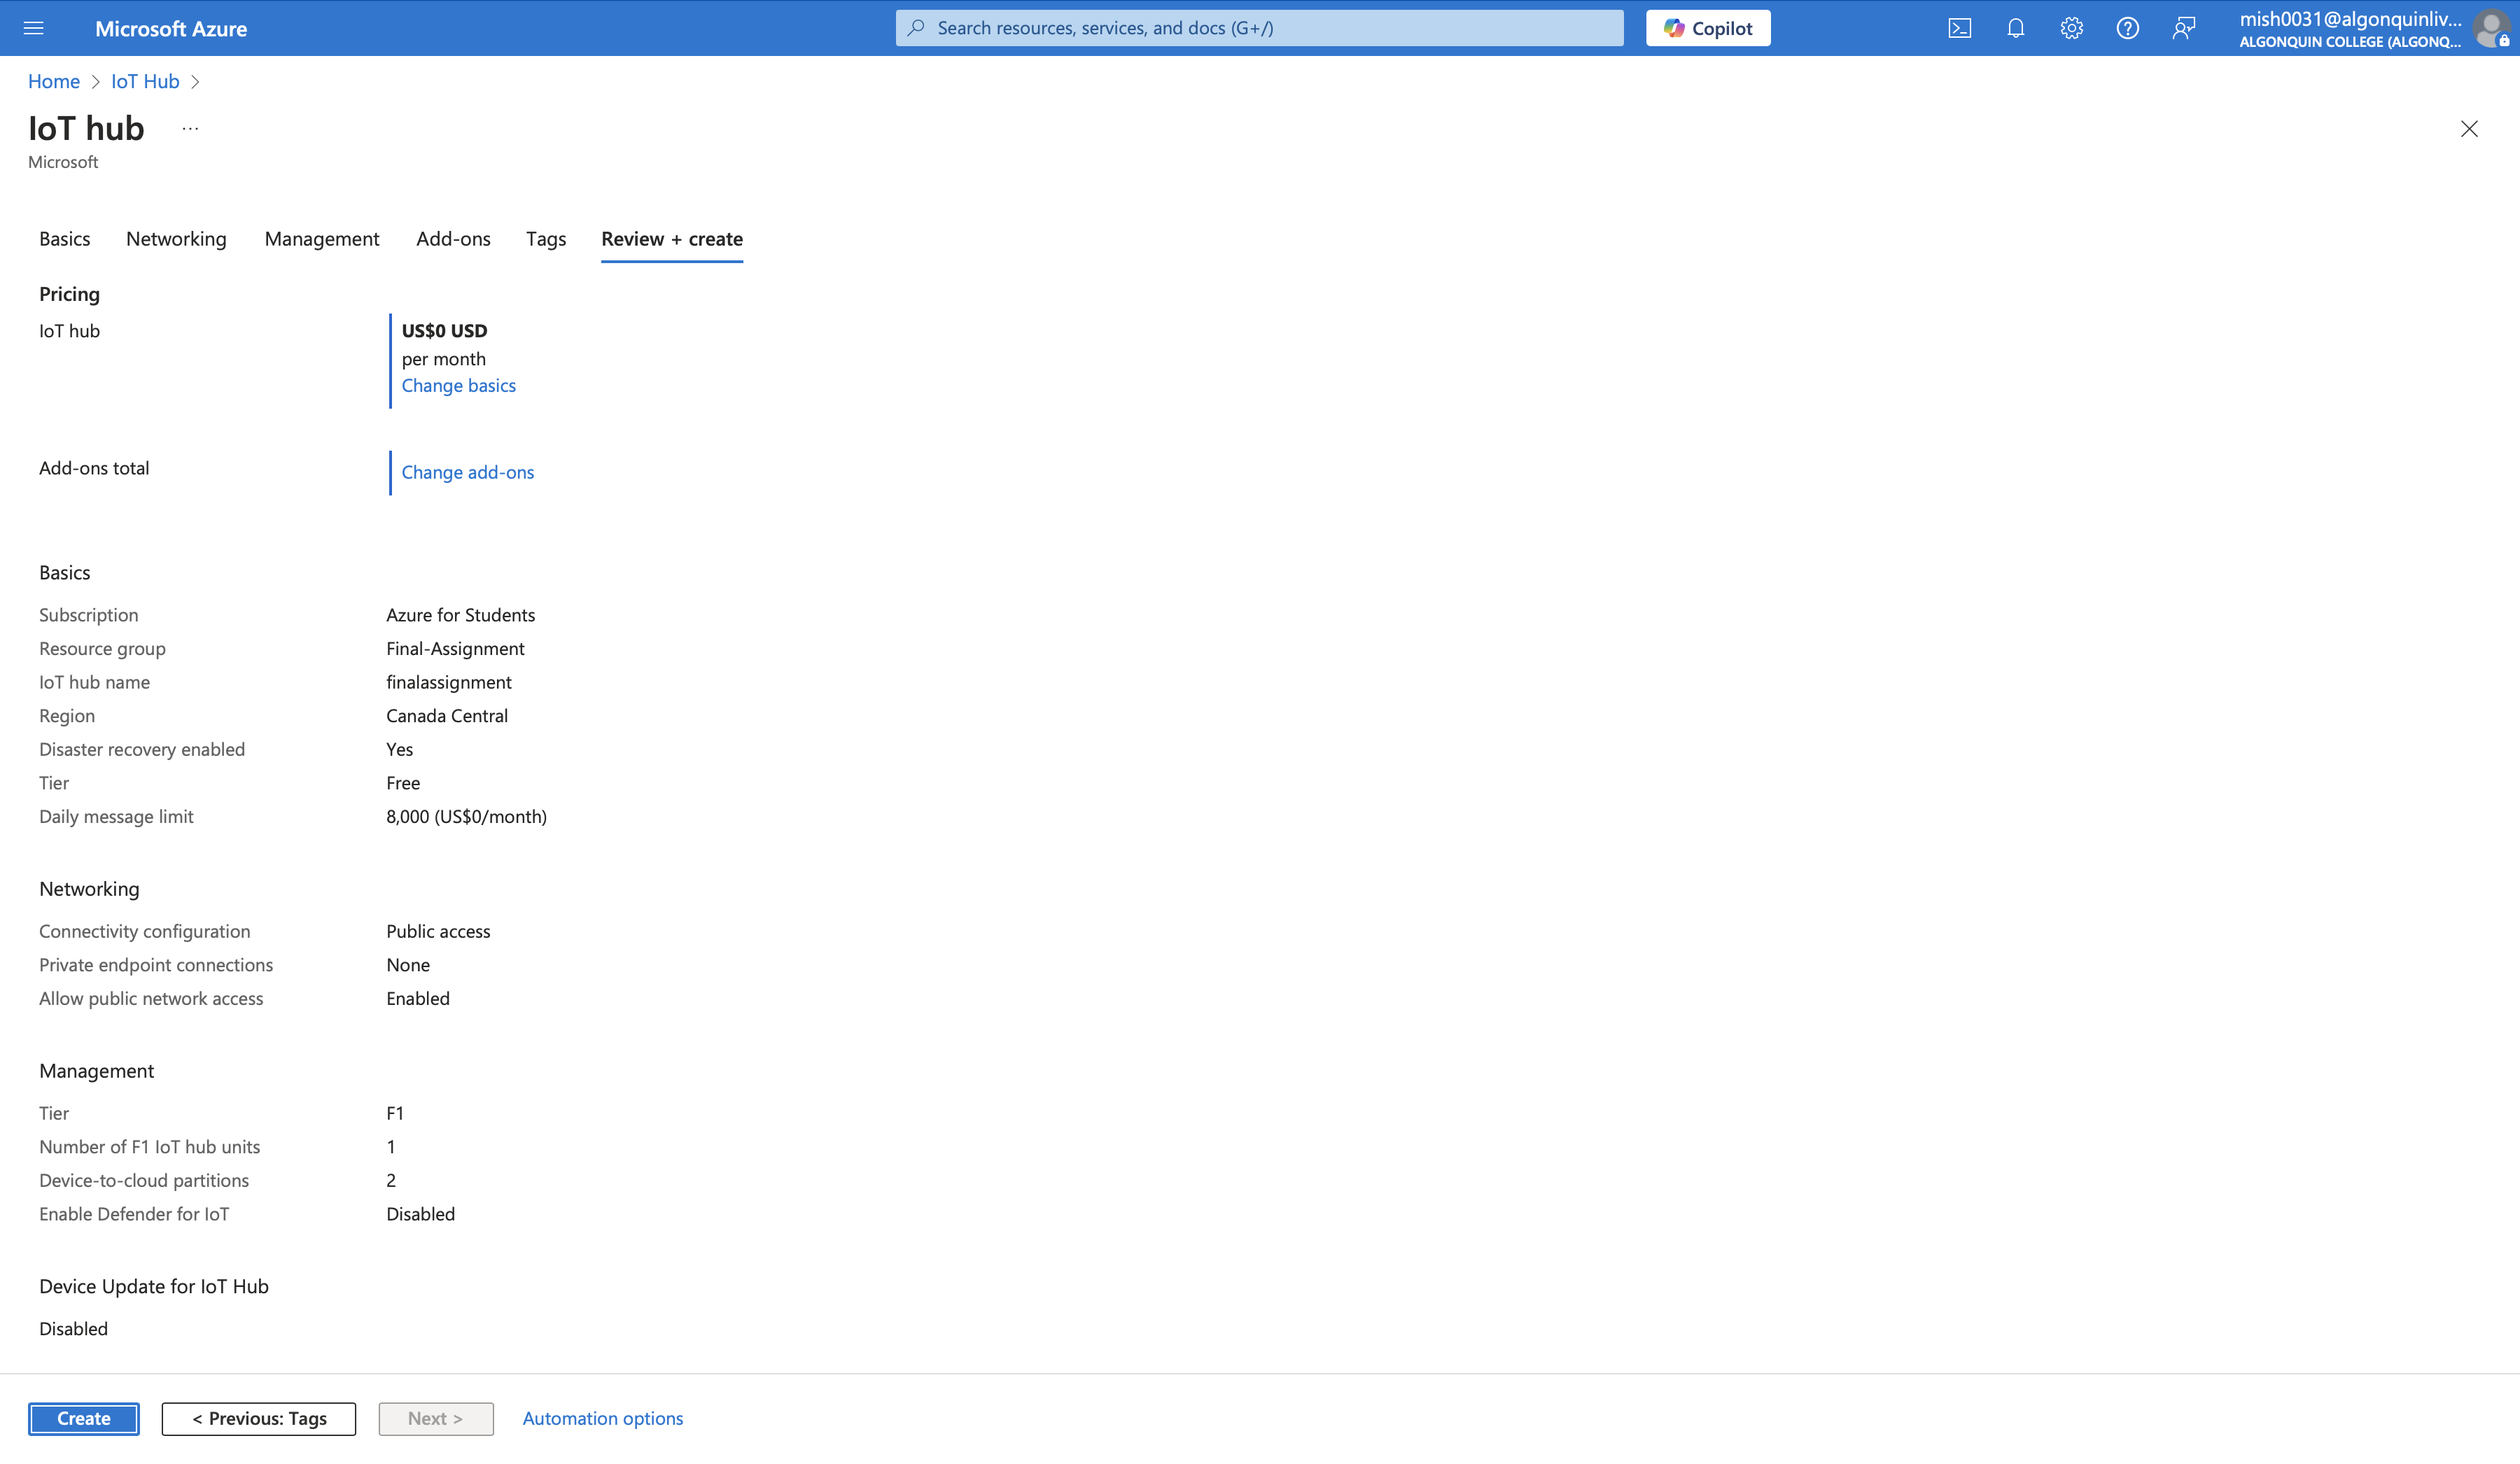 Microsoft Azure
Search resources, services, and docs (G+/)
Copilot
mish0031@algonquinliv...
ALGONQUIN COLLEGE (ALGONQ...
Home > IoT Hub >
IoT hub ...
Microsoft
Basics Networking Management Add-ons Tags Review + create
Pricing
IoT hub
US$0 USD
per month
Change basics
Add-ons total
Change add-ons
Basics
Subscription Azure for Students
Resource group Final-Assignment
IoT hub name finalassignment
Region Canada Central
Disaster recovery enabled Yes
Tier Free
Daily message limit 8,000 (US$0/month)
Networking
Connectivity configuration Public access
Private endpoint connections None
Allow public network access Enabled
Management
Tier F1
Number of F1 IoT hub units 1
Device-to-cloud partitions 2
Enable Defender for IoT Disabled
Device Update for IoT Hub
Disabled
Create < Previous: Tags Next > Automation options